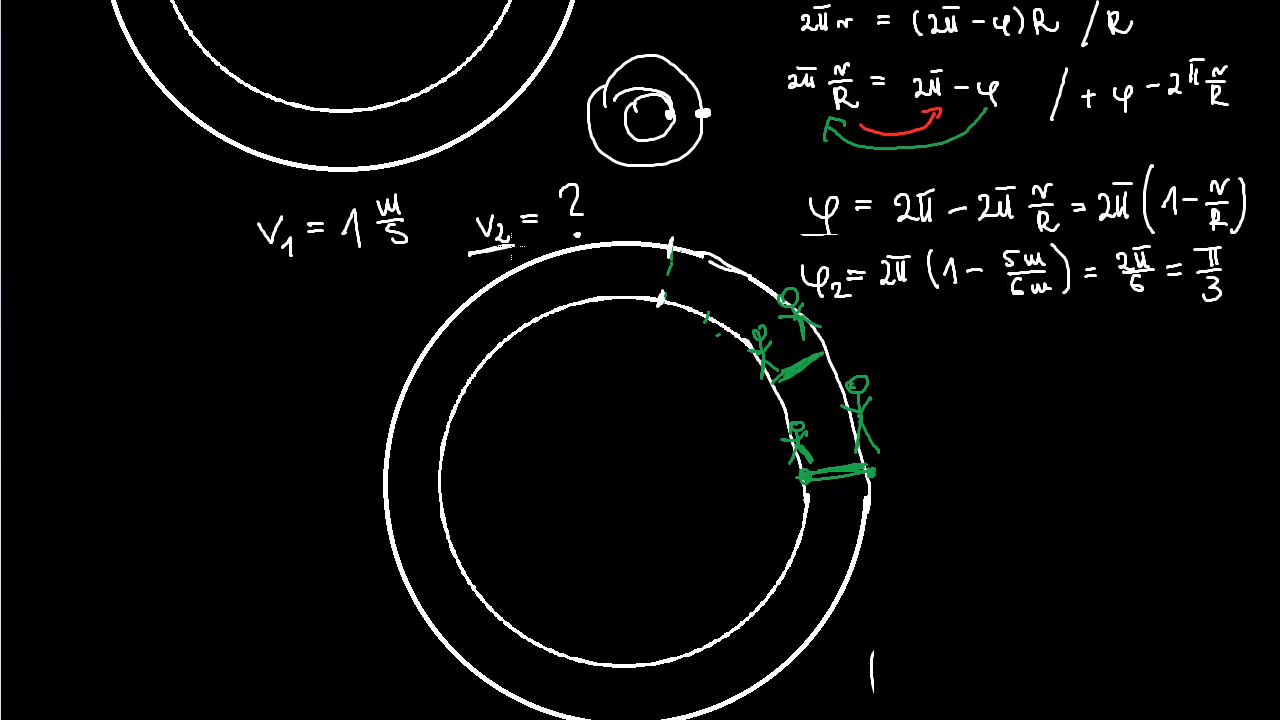 2π r = (2π - φ) R / R
2π r/R = 2π - φ / + φ - 2π r/R
v₁ = 1 m/s
v₂ = ?
φ = 2π - 2π r/R = 2π (1 - r/R)
φ₂ = 2π (1 - 5m/6m) = 2π/6 = π/3